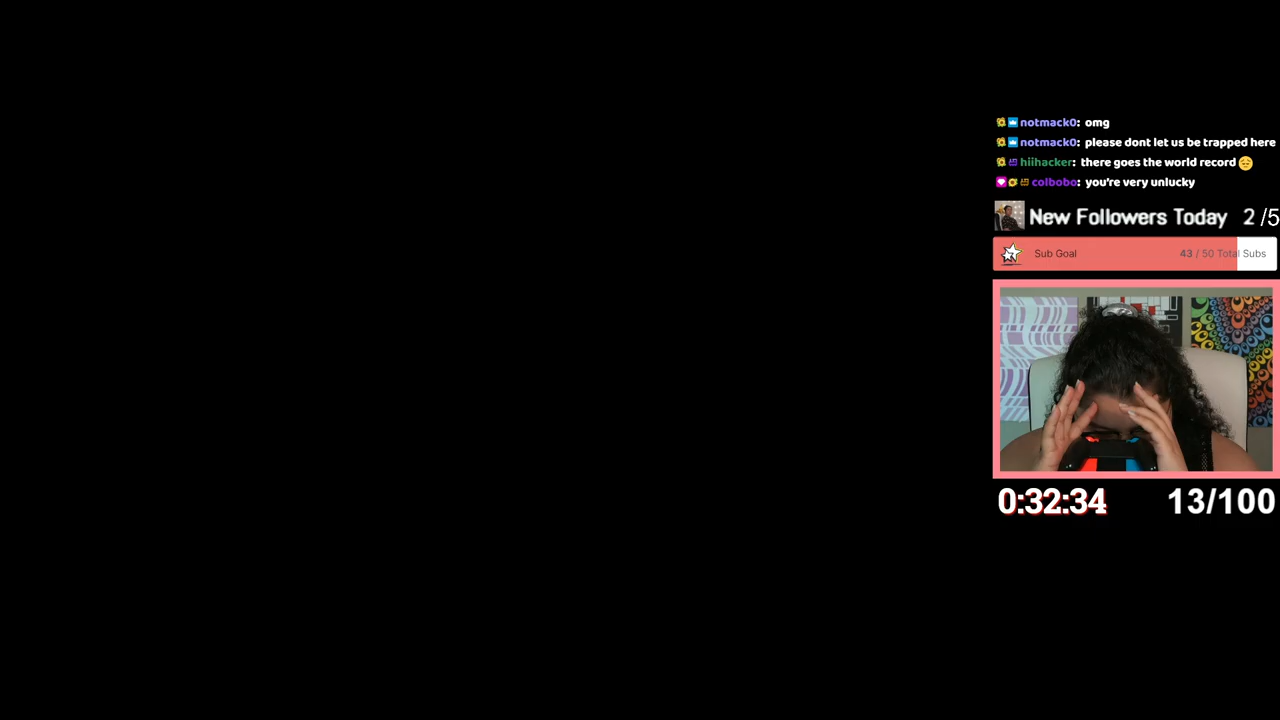 notmack0: omg
notmack0: please dont let us be trapped here
hiihacker: there goes the world record
colbobo: you're very unlucky
New Followers Today 2 /5
Sub Goal 43 / 50 Total Subs
0:32:34 13/100